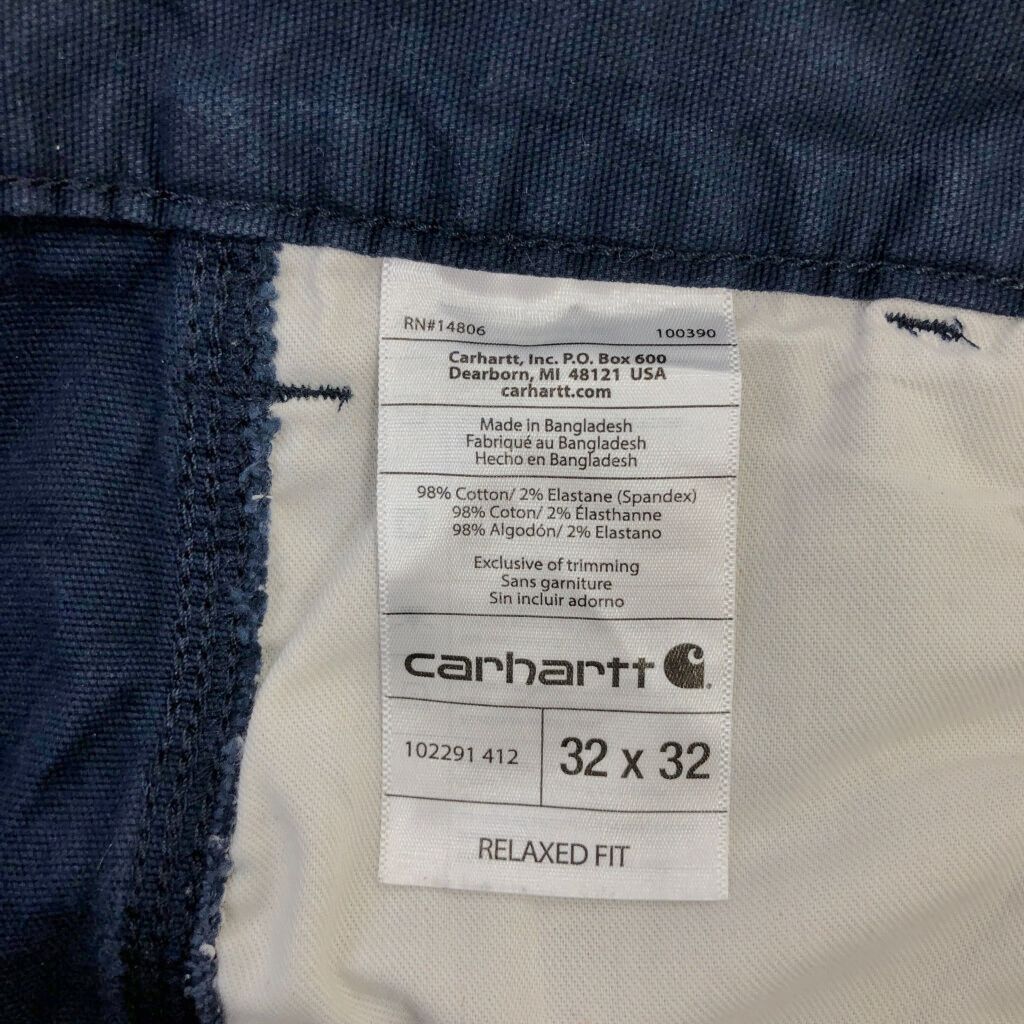 RN#14806 100390
Carhartt, Inc. P.O. Box 600
Dearborn, MI 48121 USA
carhartt.com
Made in Bangladesh
Fabriqué au Bangladesh
Hecho en Bangladesh
98% Cotton/ 2% Elastane (Spandex)
98% Coton/ 2% Élasthanne
98% Algodón/ 2% Elastano
Exclusive of trimming
Sans garniture
Sin incluir adorno
carhartt
102291 412 32 x 32
RELAXED FIT